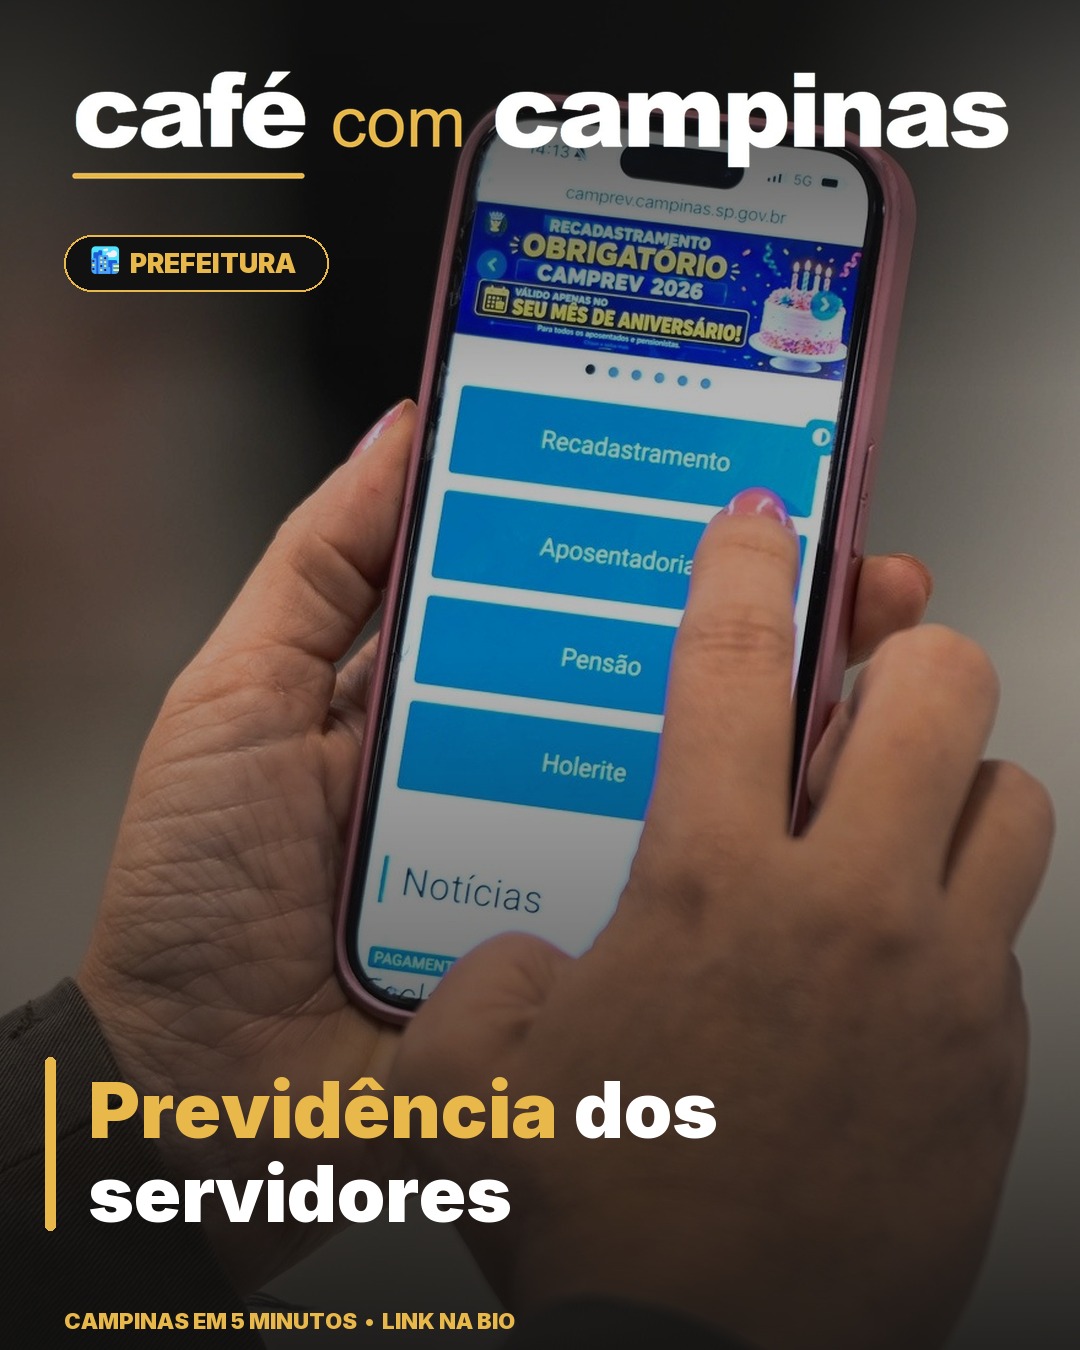 café com campinas
PREFEITURA
14:13
5G
camprev.campinas.sp.gov.br
RECADASTRAMENTO
OBRIGATÓRIO
CAMPREV 2026
VÁLIDO APENAS NO
SEU MÊS DE ANIVERSÁRIO!
Para todos os aposentados e pensionistas.
Recadastramento
Aposentadoria
Pensão
Holerite
Notícias
PAGAMENT
Previdência dos
servidores
CAMPINAS EM 5 MINUTOS • LINK NA BIO